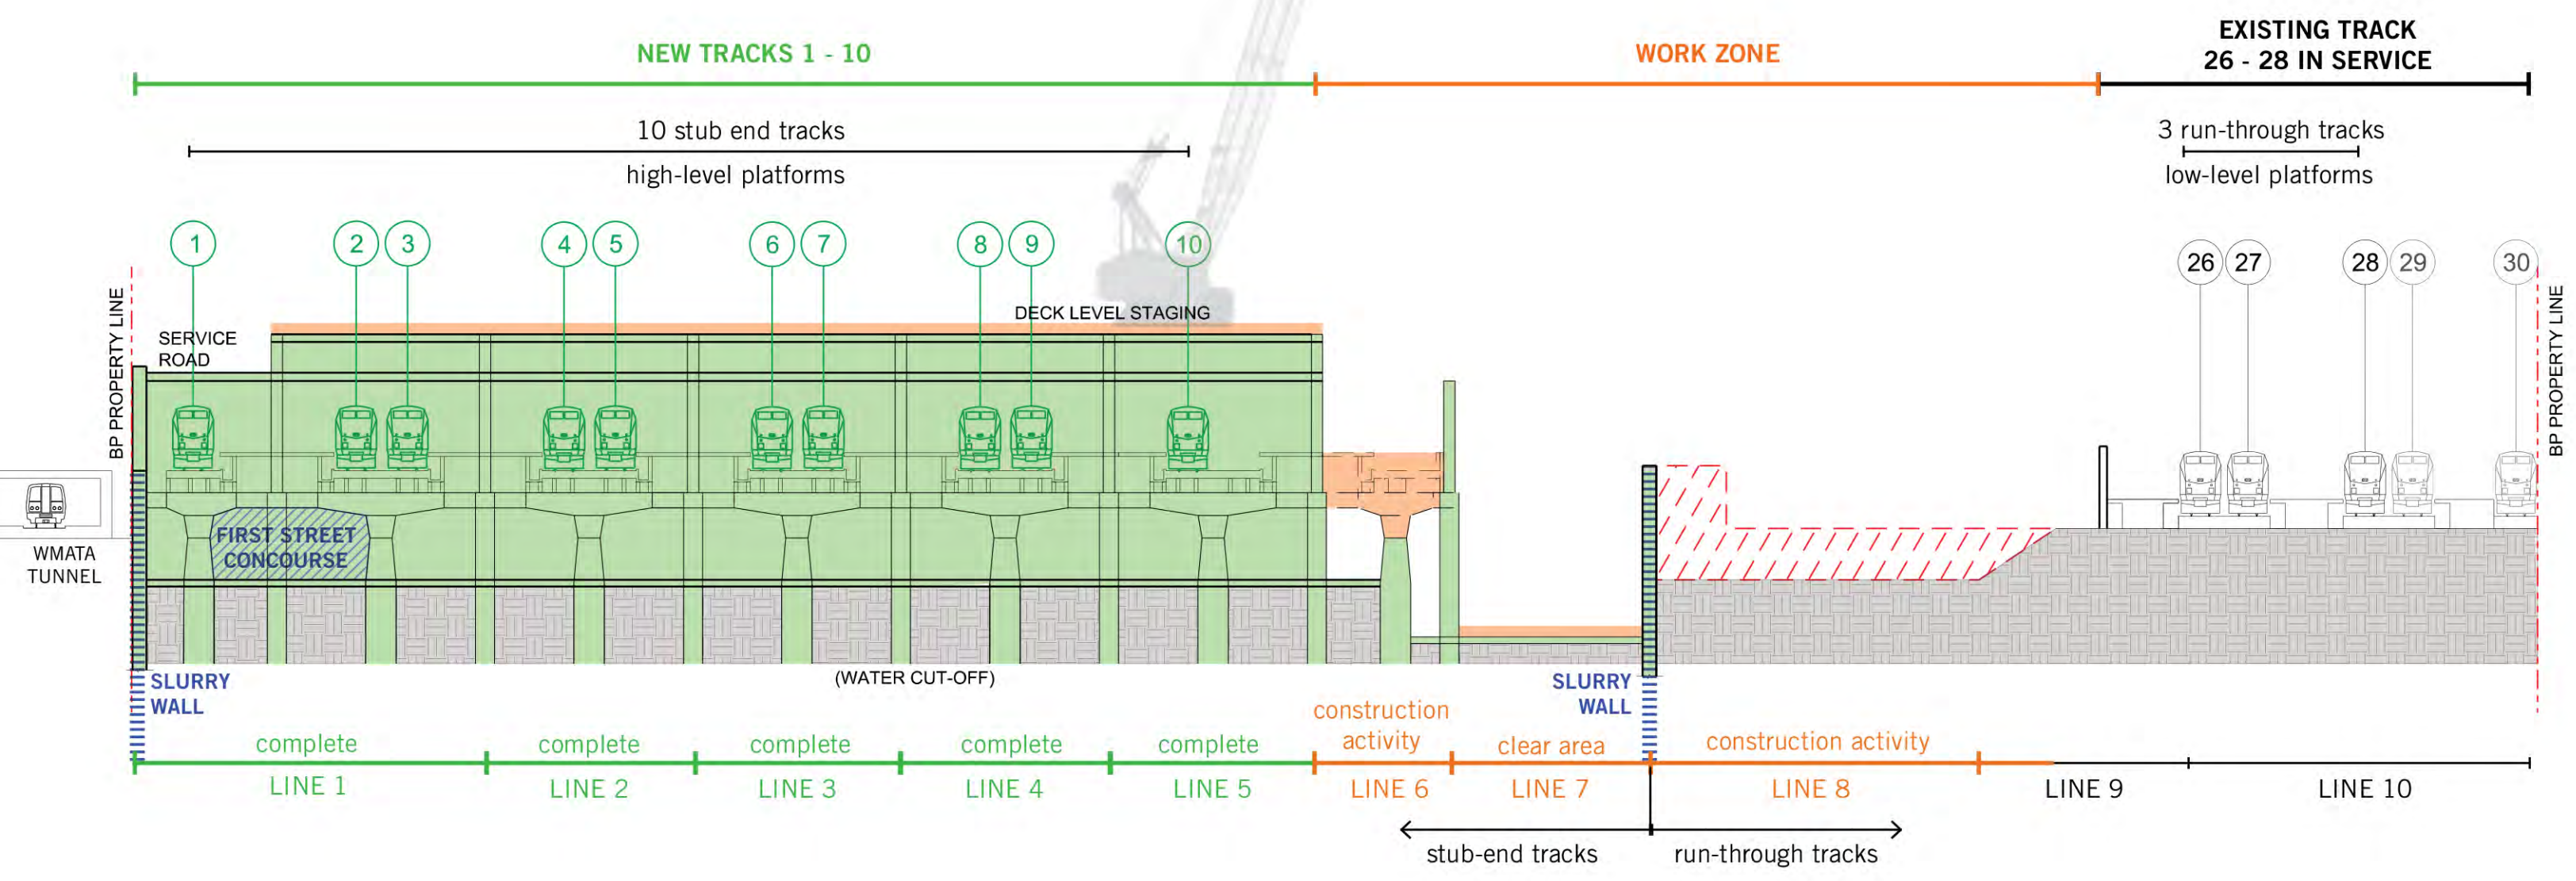 NEW TRACKS 1 - 10
WORK ZONE
EXISTING TRACK
26 - 28 IN SERVICE
10 stub end tracks
high-level platforms
3 run-through tracks
low-level platforms
1
2
3
4
5
6
7
8
9
10
26
27
28
29
30
BP PROPERTY LINE
SERVICE
ROAD
DECK LEVEL STAGING
BP PROPERTY LINE
FIRST STREET
CONCOURSE
WMATA
TUNNEL
SLURRY
WALL
(WATER CUT-OFF)
SLURRY
WALL
complete
complete
complete
complete
complete
construction
activity
clear area
construction activity
LINE 1
LINE 2
LINE 3
LINE 4
LINE 5
LINE 6
LINE 7
LINE 8
LINE 9
LINE 10
stub-end tracks
run-through tracks